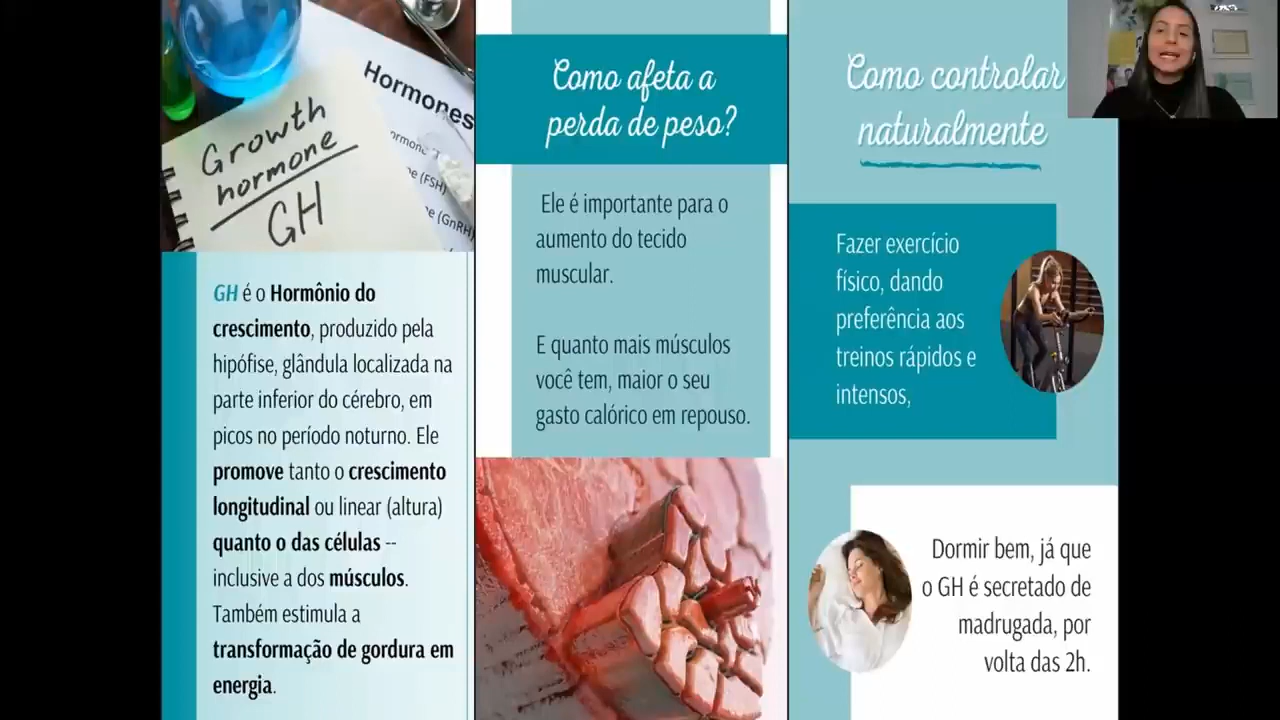 Growth
hormone
GH
Hormones
(FSH)
(GnRH)
GH é o Hormônio do
crescimento, produzido pela
hipófise, glândula localizada na
parte inferior do cérebro, em
picos no período noturno. Ele
promove tanto o crescimento
longitudinal ou linear (altura)
quanto o das células --
inclusive a dos músculos.
Também estimula a
transformação de gordura em
energia.
Como afeta a
perda de peso?
Ele é importante para o
aumento do tecido
muscular.
E quanto mais músculos
você tem, maior o seu
gasto calórico em repouso.
Como controlar
naturalmente
Fazer exercício
físico, dando
preferência aos
treinos rápidos e
intensos,
Dormir bem, já que
o GH é secretado de
madrugada, por
volta das 2h.